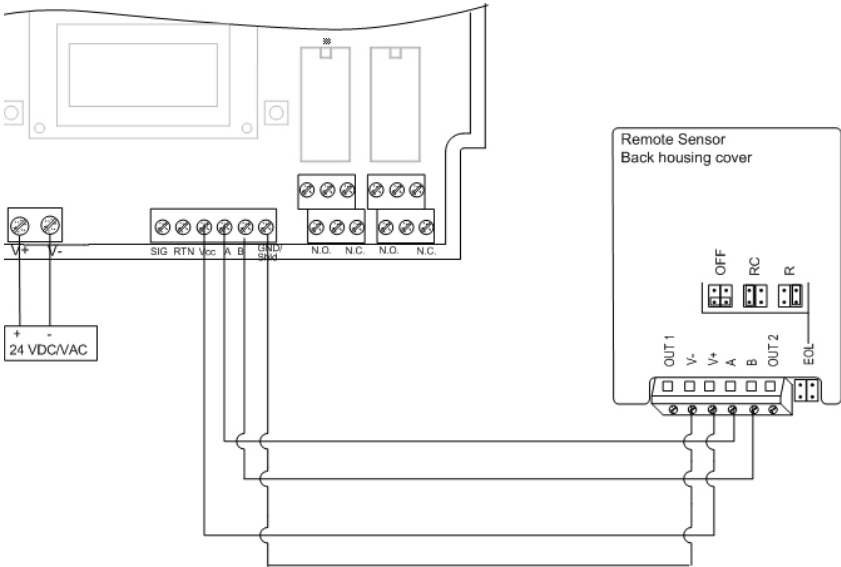 Remote Sensor
Back housing cover
V+ V-
SIG RTN Vcc A B GND/
Shld
N.O. N.C. N.O. N.C.
OFF RC R
+ -
24 VDC/VAC
OUT 1 V- V+ A B OUT 2 EOL